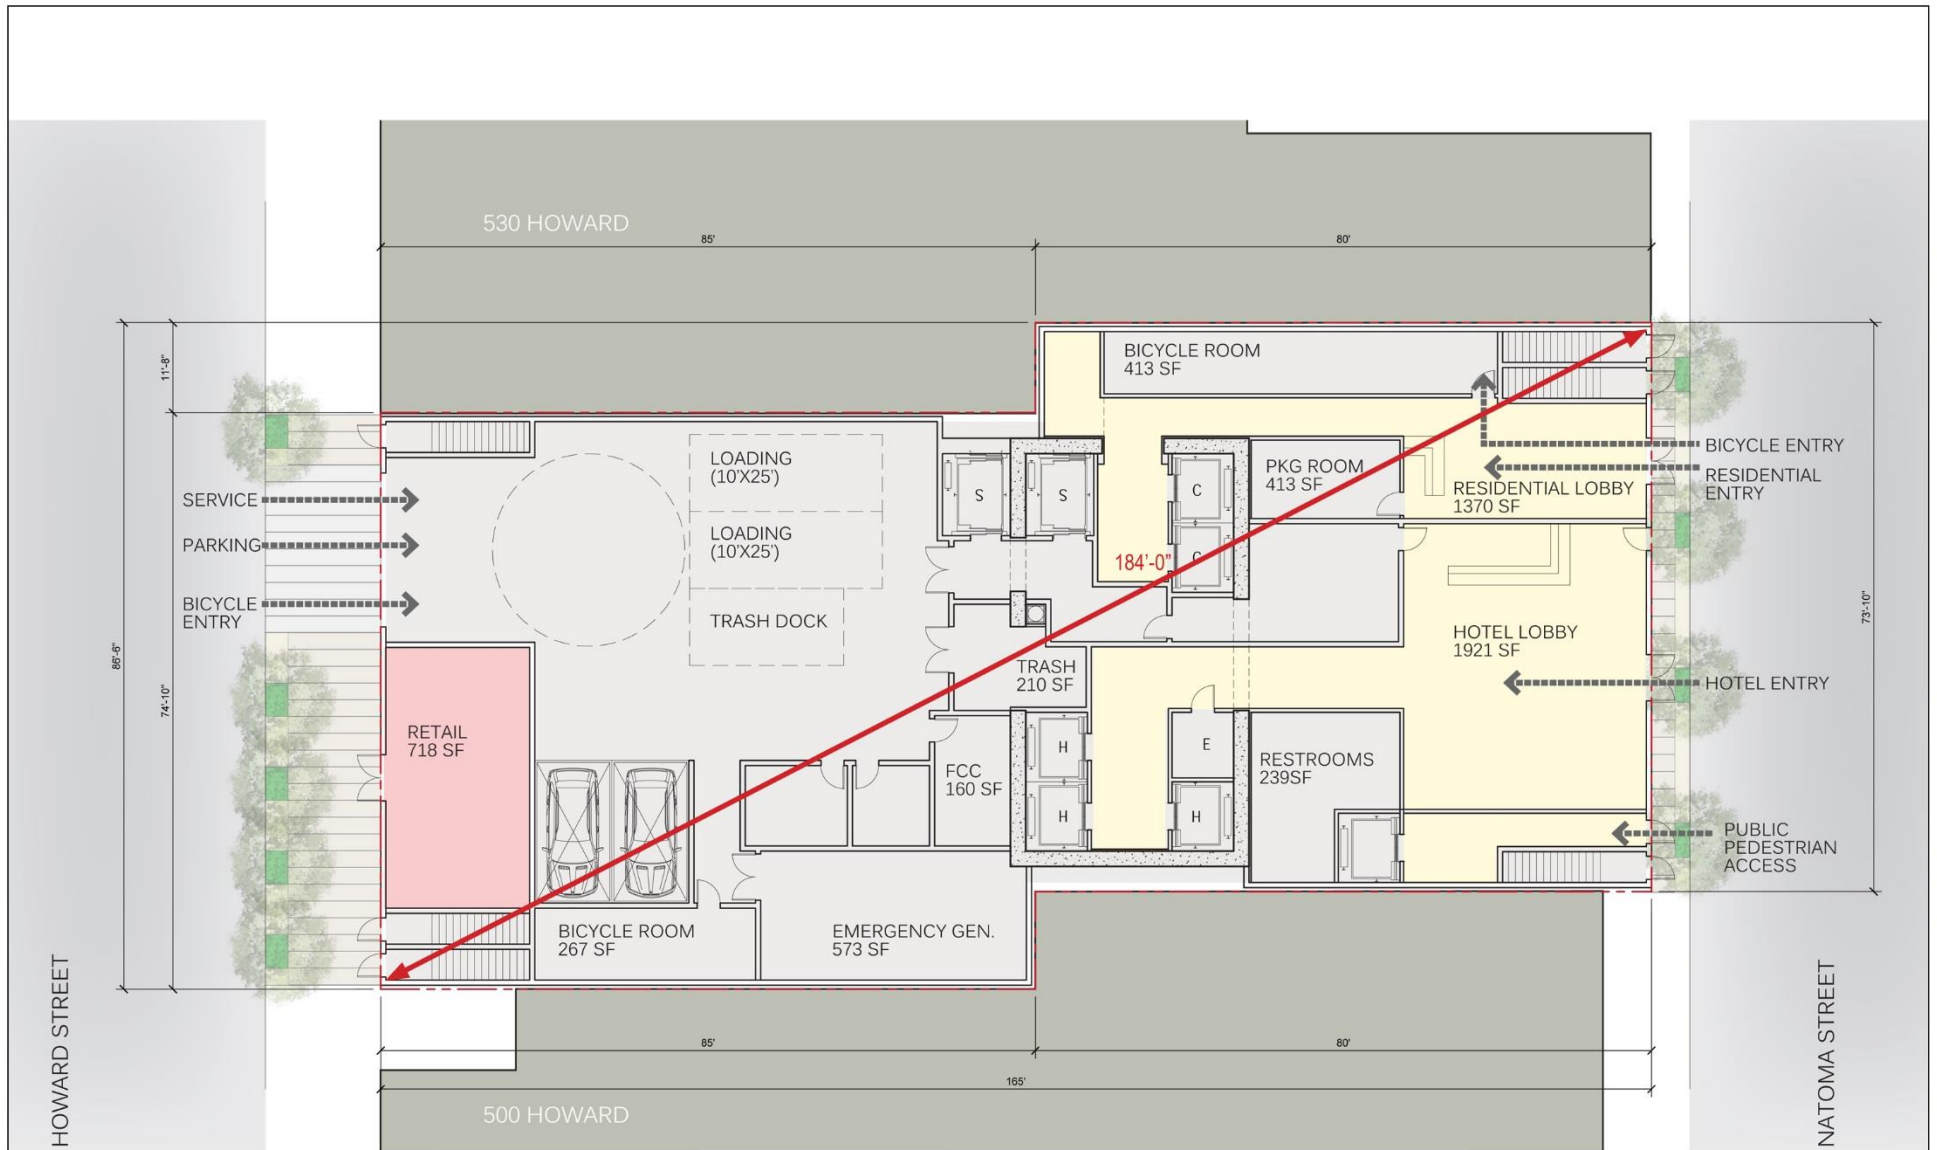 530 HOWARD
85'
80'
11'-8"
86'-6"
74'-10"
73'-10"
BICYCLE ROOM
413 SF
LOADING
(10'X25')
LOADING
(10'X25')
TRASH DOCK
S
S
C
C
PKG ROOM
413 SF
RESIDENTIAL LOBBY
1370 SF
BICYCLE ENTRY
RESIDENTIAL
ENTRY
SERVICE
PARKING
BICYCLE
ENTRY
184'-0"
HOTEL LOBBY
1921 SF
HOTEL ENTRY
TRASH
210 SF
RETAIL
718 SF
FCC
160 SF
H
H
E
H
RESTROOMS
239SF
PUBLIC
PEDESTRIAN
ACCESS
BICYCLE ROOM
267 SF
EMERGENCY GEN.
573 SF
HOWARD STREET
NATOMA STREET
85'
80'
165'
500 HOWARD